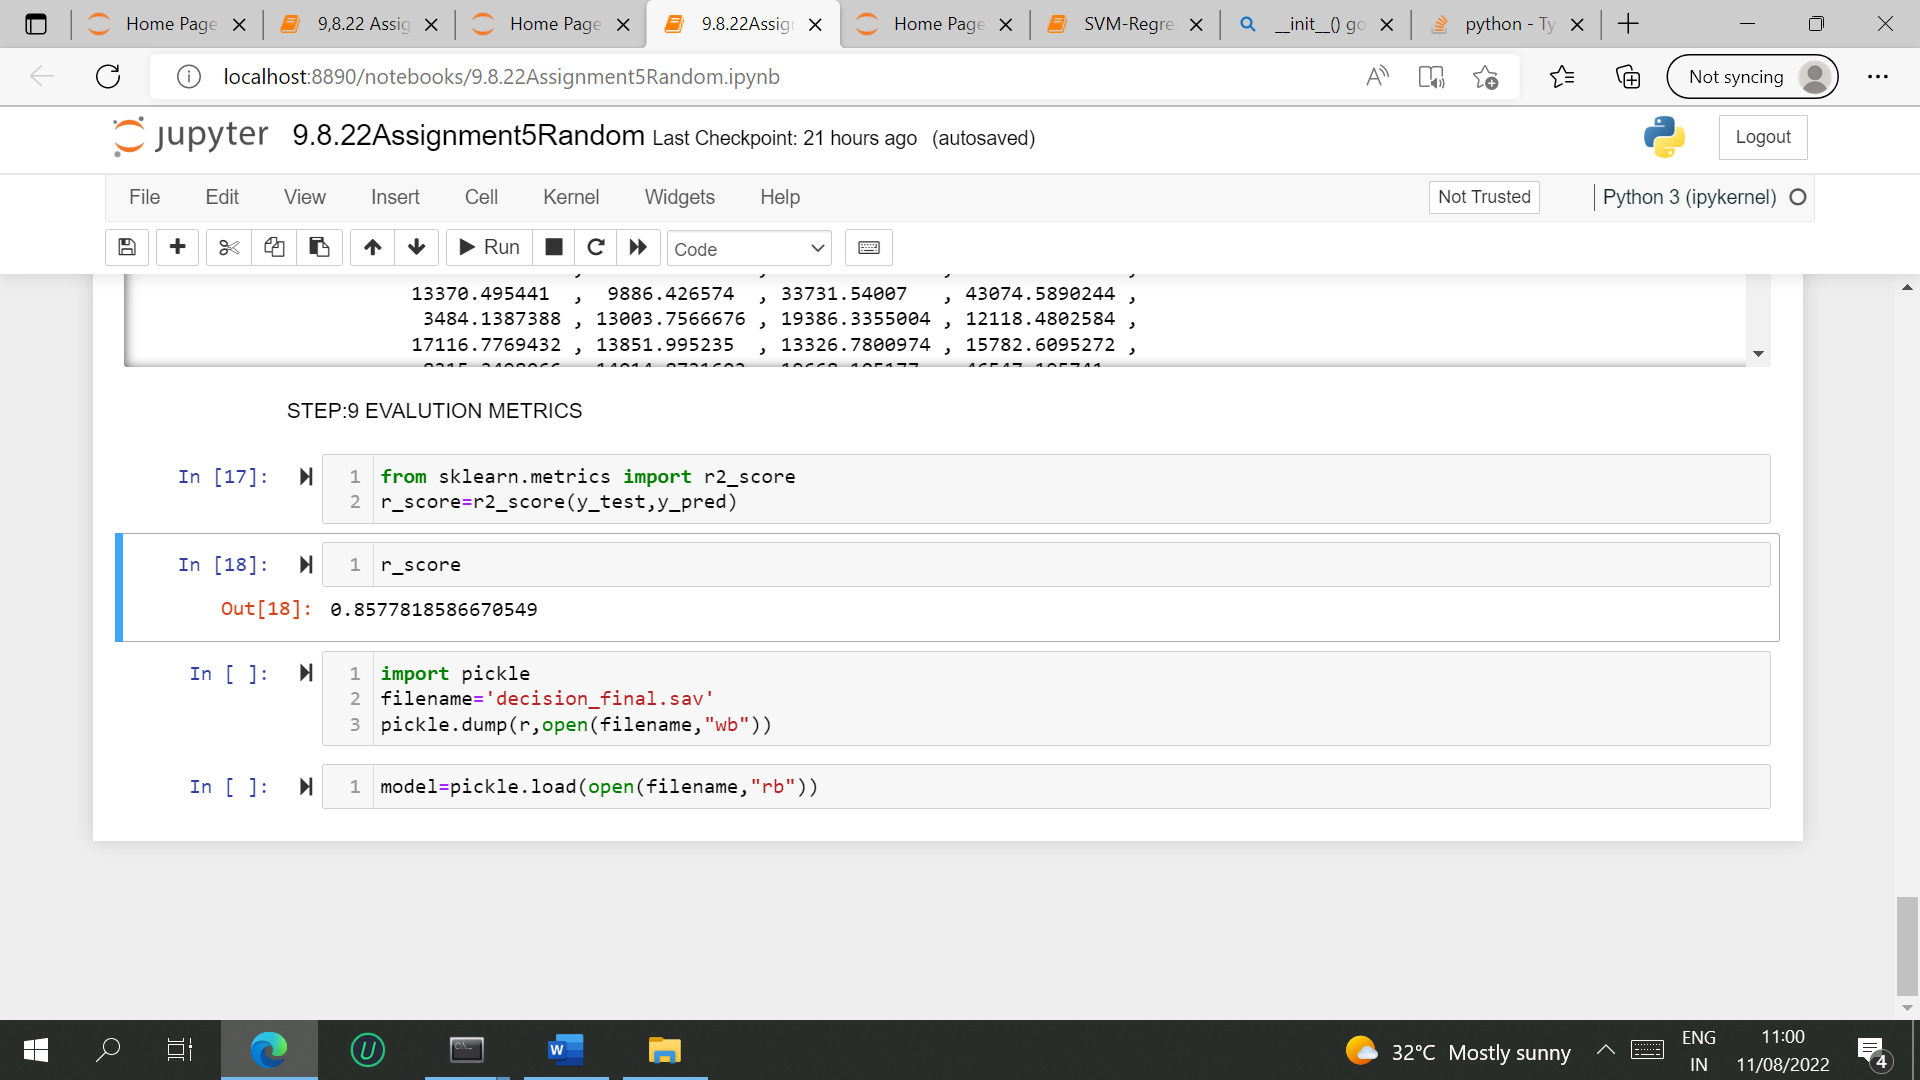 Home Page
9,8.22 Assig
Home Page
9.8.22Assig
Home Page
SVM-Regre
__init__() go
python - Ty
localhost:8890/notebooks/9.8.22Assignment5Random.ipynb
Not syncing
jupyter 9.8.22Assignment5Random Last Checkpoint: 21 hours ago (autosaved)
Logout
File Edit View Insert Cell Kernel Widgets Help
Not Trusted
Python 3 (ipykernel)
Run
Code
13370.495441 , 9886.426574 , 33731.54007 , 43074.5890244 ,
3484.1387388 , 13003.7566676 , 19386.3355004 , 12118.4802584 ,
17116.7769432 , 13851.995235 , 13326.7800974 , 15782.6095272 ,
STEP:9 EVALUTION METRICS
In [17]:
1 from sklearn.metrics import r2_score
2 r_score=r2_score(y_test,y_pred)
In [18]:
1 r_score
Out[18]: 0.8577818586670549
In [ ]:
1 import pickle
2 filename='decision_final.sav'
3 pickle.dump(r,open(filename,"wb"))
In [ ]:
1 model=pickle.load(open(filename,"rb"))
32°C Mostly sunny
ENG
IN
11:00
11/08/2022
4